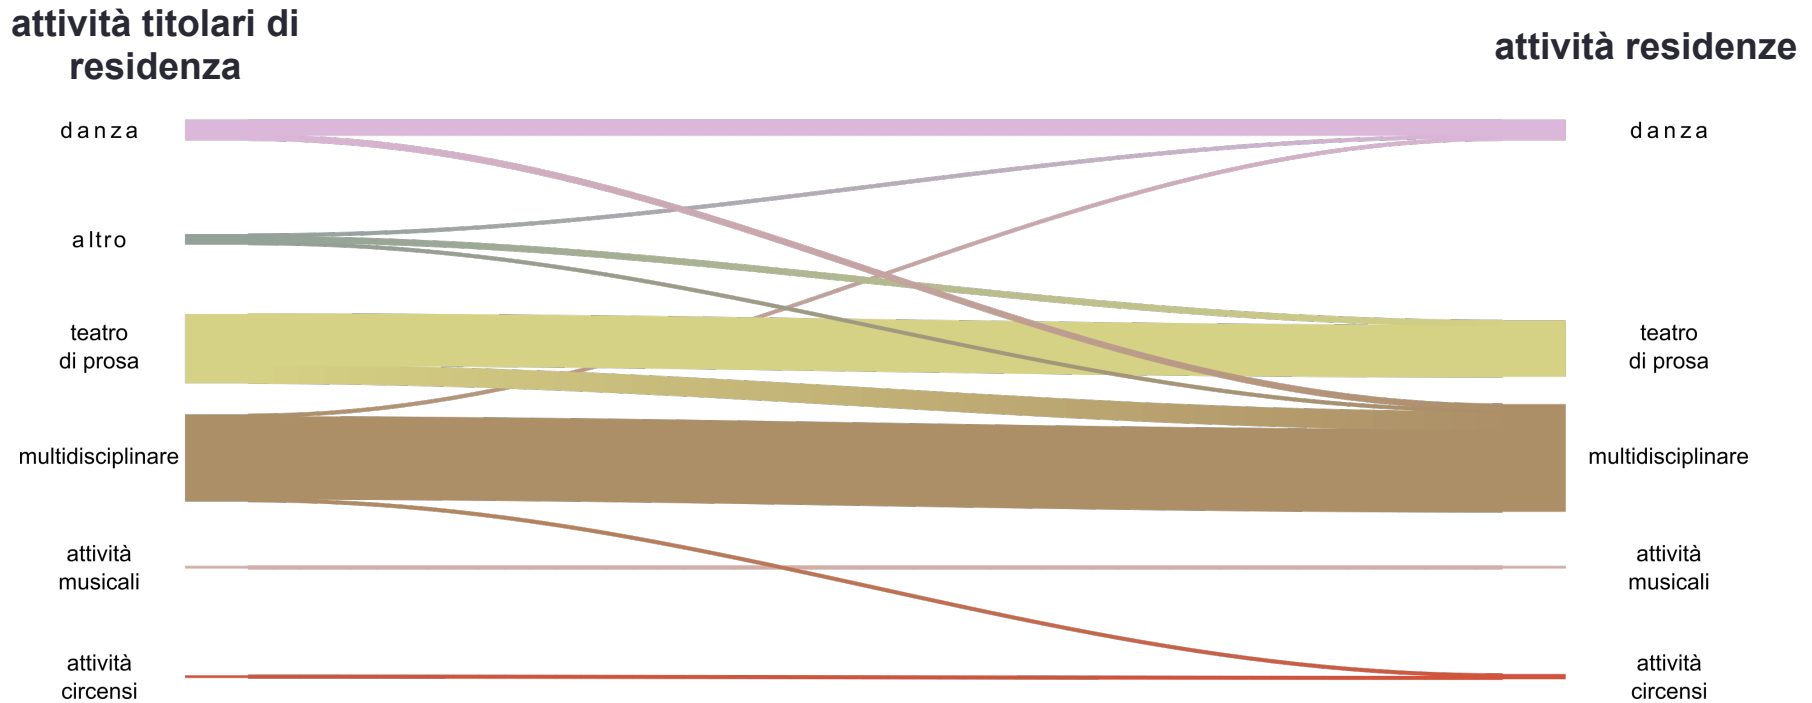 attività titolari di
residenza
attività residenze
danza
danza
altro
teatro
di prosa
teatro
di prosa
multidisciplinare
multidisciplinare
attività
musicali
attività
musicali
attività
circensi
attività
circensi